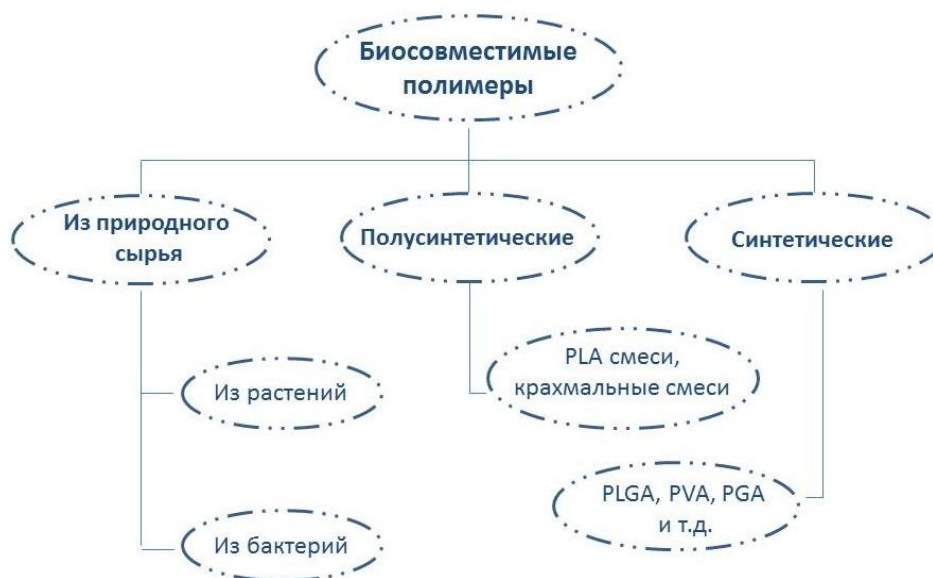 Биосовместимые
полимеры
Из природного
сырья
Полусинтетические
Синтетические
PLA смеси,
крахмальные смеси
Из растений
PLGA, PVA, PGA
и т.д.
Из бактерий